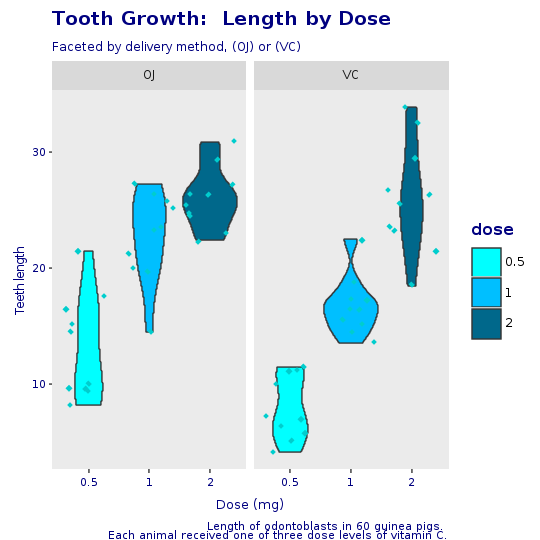 Tooth Growth:  Length by Dose
Faceted by delivery method, (OJ) or (VC)
OJ
VC
Teeth length
30
20
10
0.5
1
2
0.5
1
2
Dose (mg)
dose
0.5
1
2
Length of odontoblasts in 60 guinea pigs.
Each animal received one of three dose levels of vitamin C.